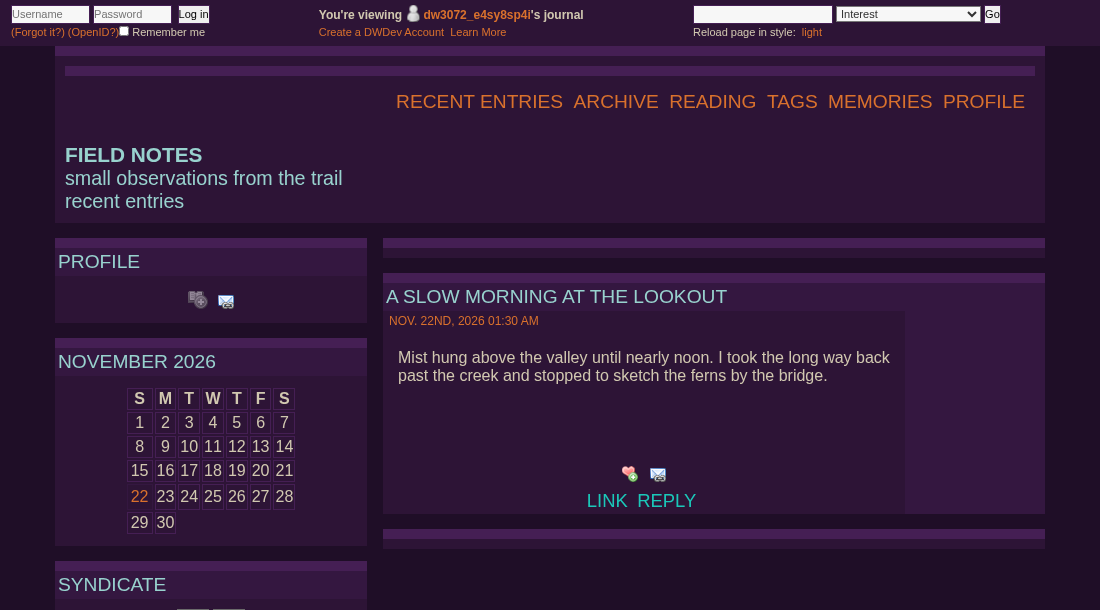 Username Password Log in
(Forgot it?) (OpenID?) Remember me
You're viewing dw3072_e4sy8sp4i's journal
Create a DWDev Account Learn More
Interest Go
Reload page in style: light
RECENT ENTRIES ARCHIVE READING TAGS MEMORIES PROFILE
FIELD NOTES
small observations from the trail
recent entries
PROFILE
NOVEMBER 2026
S M T W T F S
1 2 3 4 5 6 7
8 9 10 11 12 13 14
15 16 17 18 19 20 21
22 23 24 25 26 27 28
29 30
SYNDICATE
A SLOW MORNING AT THE LOOKOUT
NOV. 22ND, 2026 01:30 AM
Mist hung above the valley until nearly noon. I took the long way back
past the creek and stopped to sketch the ferns by the bridge.
LINK REPLY